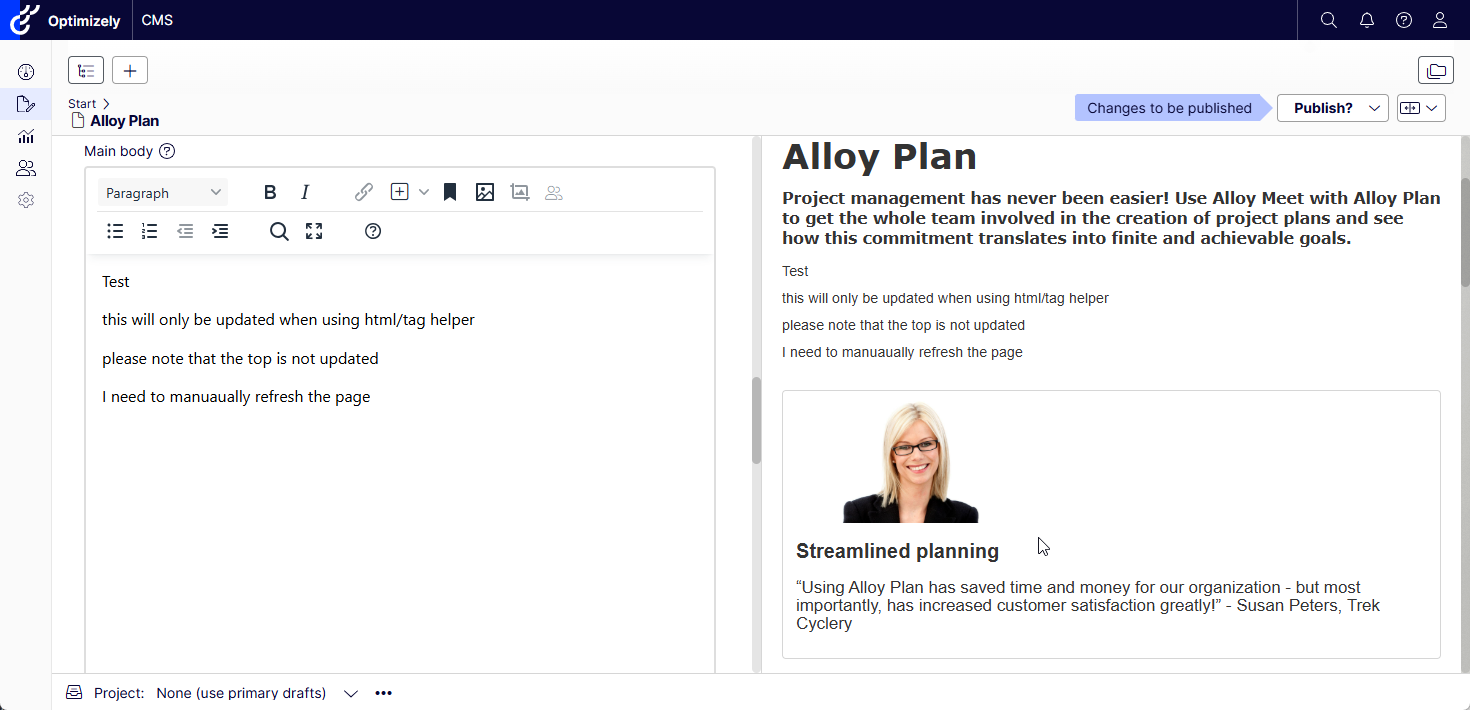 Optimizely CMS
Start
Alloy Plan
Changes to be published
Publish?
Main body
Paragraph
B I
Test
this will only be updated when using html/tag helper
please note that the top is not updated
I need to manuaually refresh the page
Alloy Plan
Project management has never been easier! Use Alloy Meet with Alloy Plan
to get the whole team involved in the creation of project plans and see
how this commitment translates into finite and achievable goals.
Test
this will only be updated when using html/tag helper
please note that the top is not updated
I need to manuaually refresh the page
Streamlined planning
“Using Alloy Plan has saved time and money for our organization - but most
importantly, has increased customer satisfaction greatly!” - Susan Peters, Trek
Cyclery
Project: None (use primary drafts)